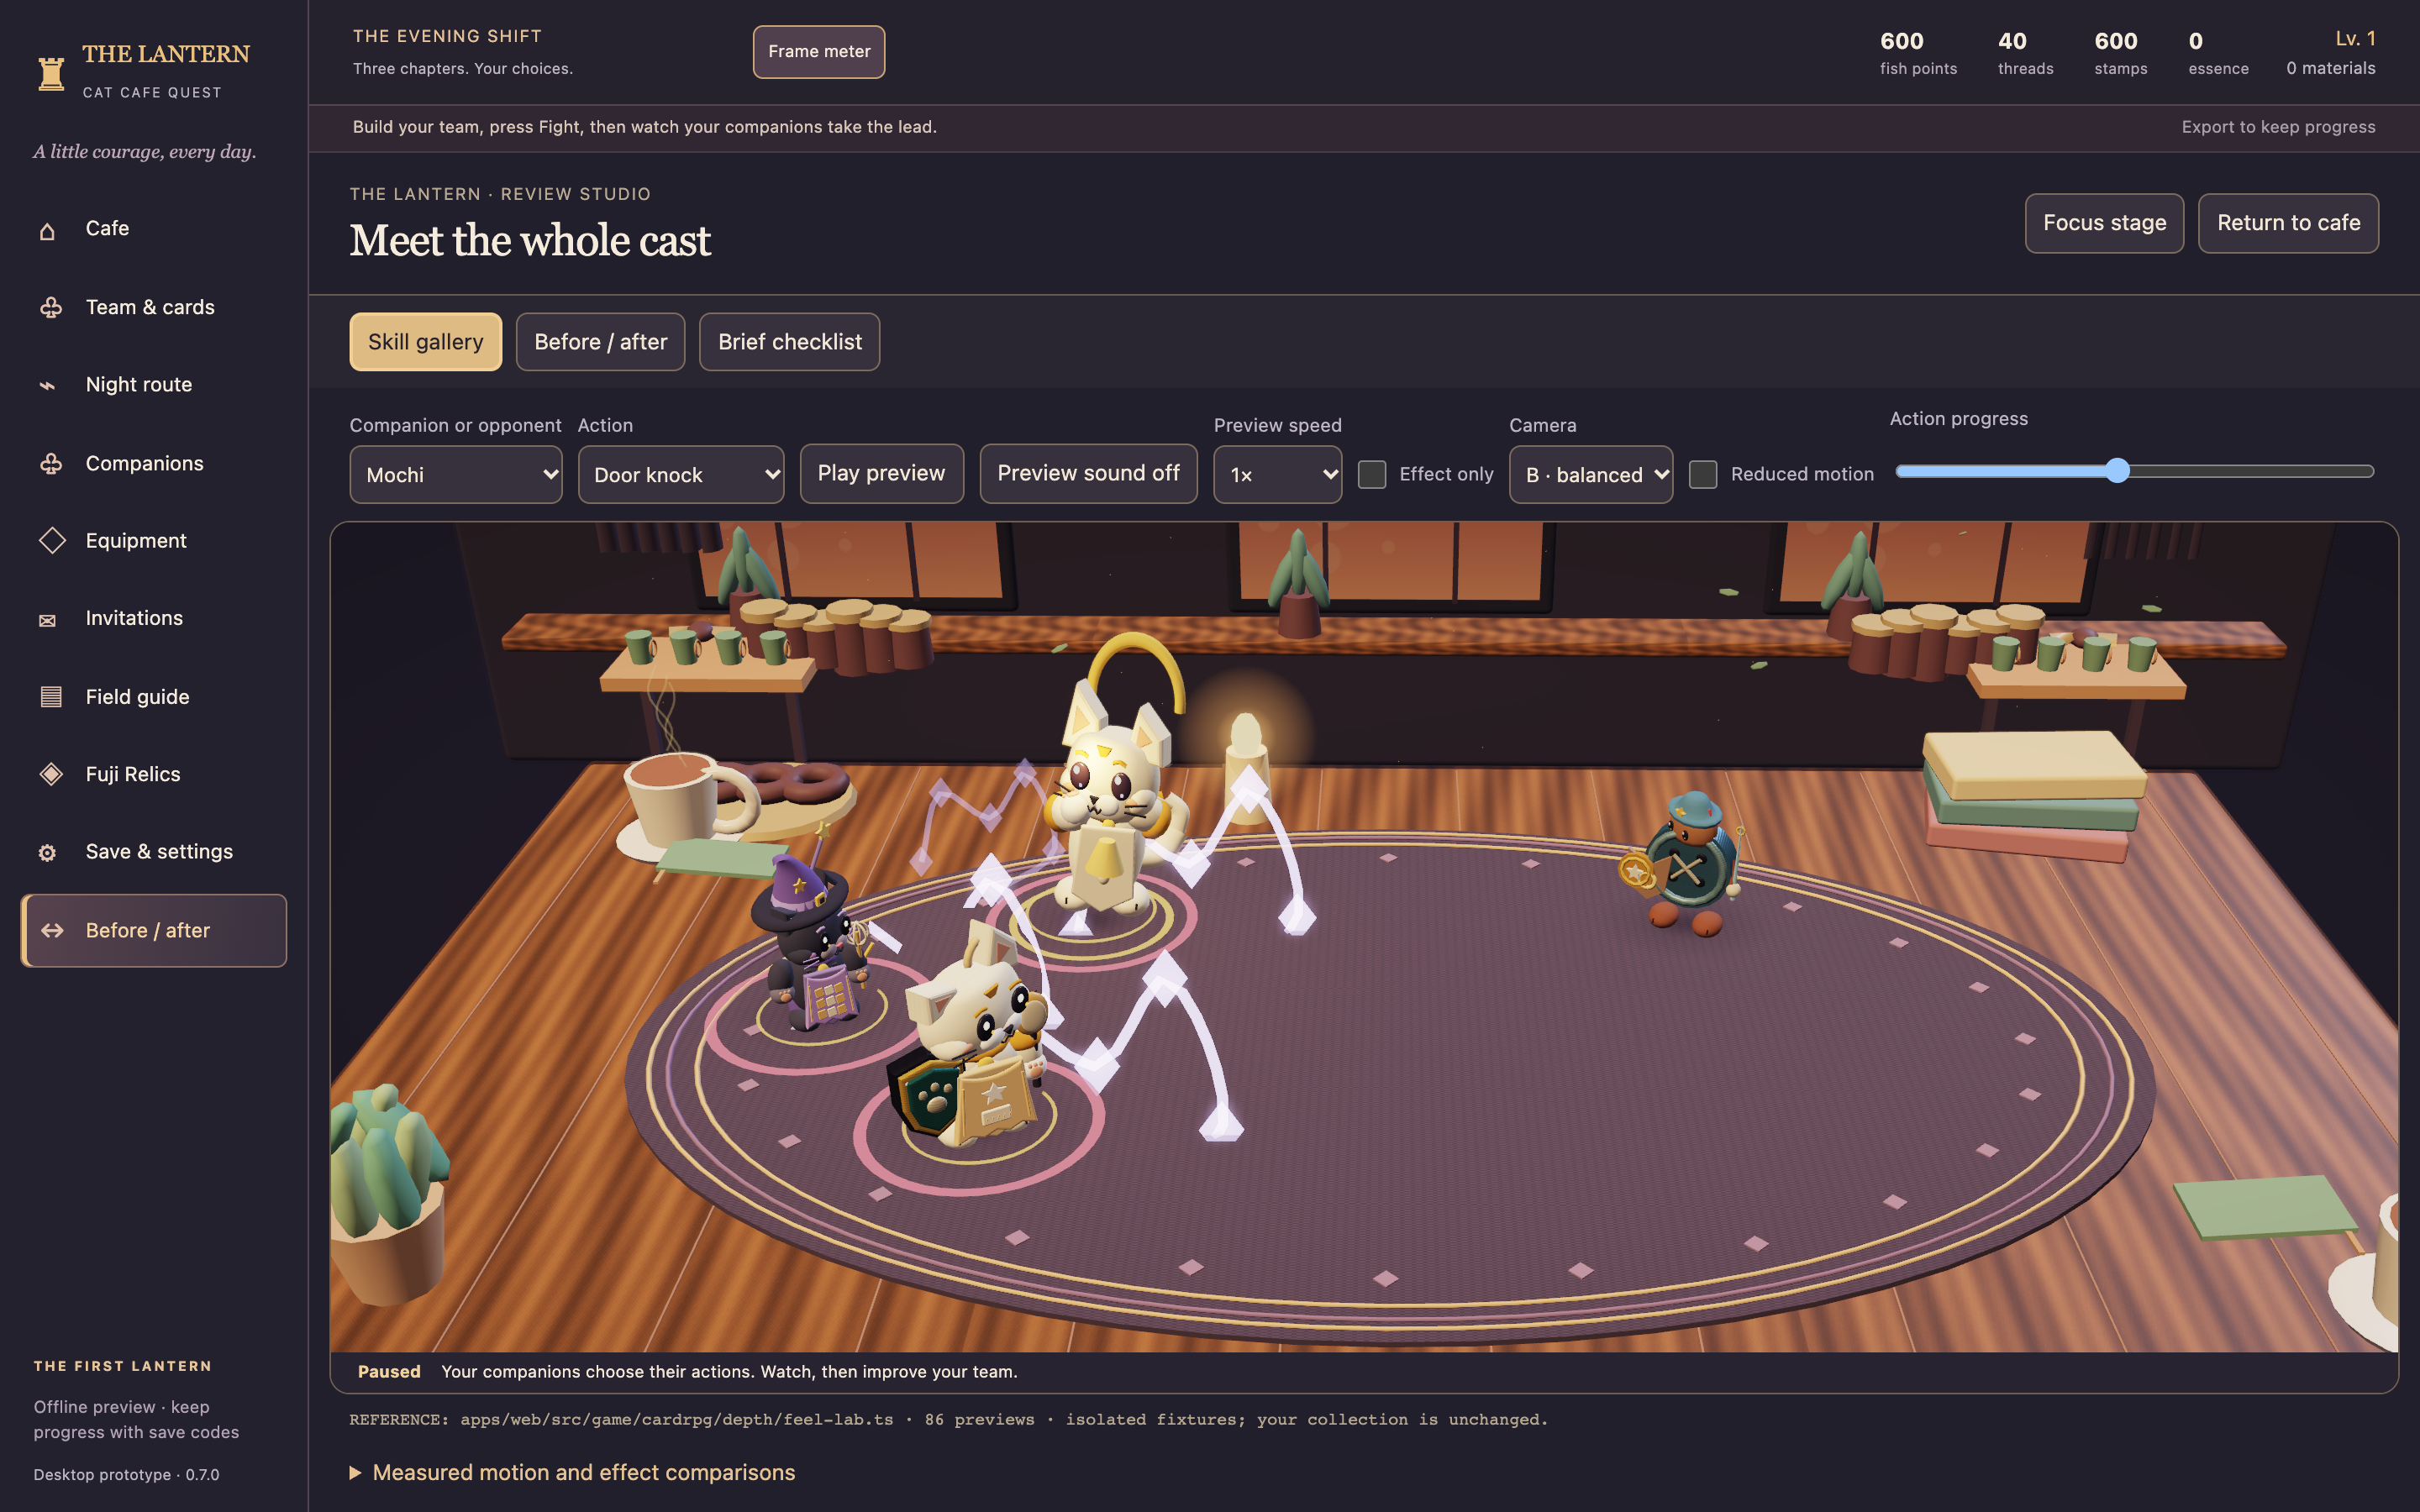 THE LANTERN
CAT CAFE QUEST
A little courage, every day.
Cafe
Team & cards
Night route
Companions
Equipment
Invitations
Field guide
Fuji Relics
Save & settings
Before / after
THE FIRST LANTERN
Offline preview · keep
progress with save codes
Desktop prototype · 0.7.0
THE EVENING SHIFT
Three chapters. Your choices.
Frame meter
600
fish points
40
threads
600
stamps
0
essence
Lv. 1
0 materials
Build your team, press Fight, then watch your companions take the lead.
Export to keep progress
THE LANTERN · REVIEW STUDIO
Meet the whole cast
Focus stage
Return to cafe
Skill gallery
Before / after
Brief checklist
Companion or opponent
Mochi
Action
Door knock
Play preview
Preview sound off
Preview speed
1×
Effect only
Camera
B · balanced
Reduced motion
Action progress
Paused Your companions choose their actions. Watch, then improve your team.
REFERENCE: apps/web/src/game/cardrpg/depth/feel-lab.ts · 86 previews · isolated fixtures; your collection is unchanged.
Measured motion and effect comparisons